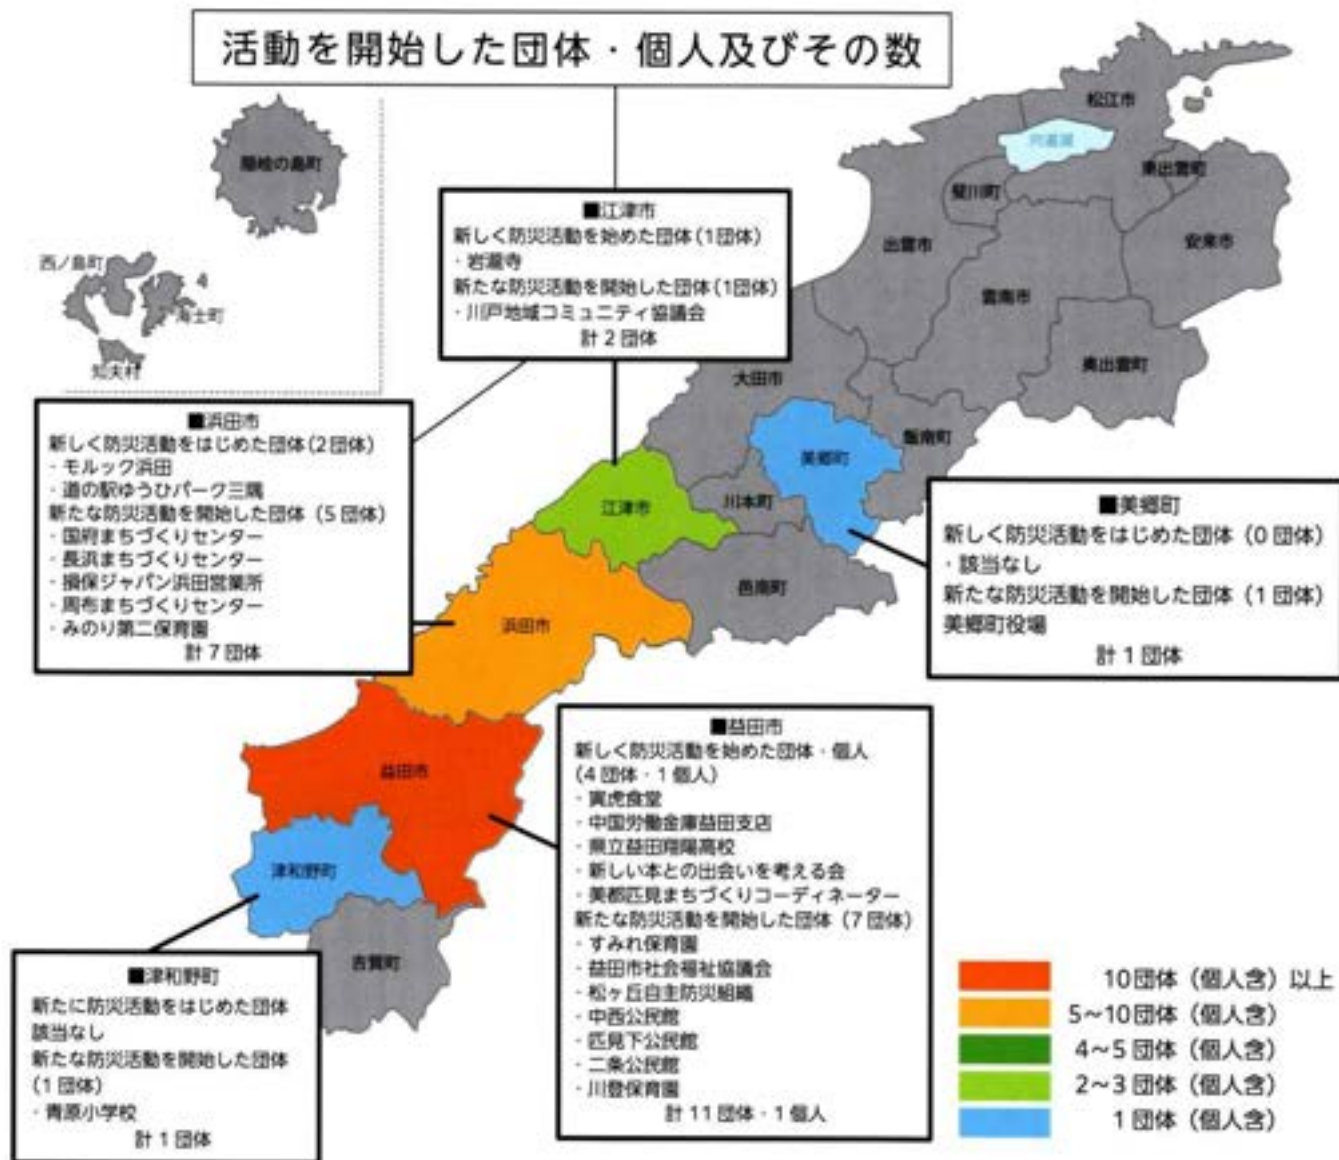 活動を開始した団体・個人及びその数
隠岐の島町
西ノ島町
海士町
知夫村
松江市
東出雲町
斐川町
出雲市
安来市
雲南市
奥出雲町
大田市
飯南町
美郷町
川本町
江津市
邑南町
浜田市
益田市
津和野町
吉賀町
■江津市
新しく防災活動を始めた団体(1団体)
・岩瀧寺
新たな防災活動を開始した団体(1団体)
・川戸地域コミュニティ協議会
計2団体
■浜田市
新しく防災活動をはじめた団体(2団体)
・モルック浜田
・道の駅ゆうひパーク三隅
新たな防災活動を開始した団体(5団体)
・国府まちづくりセンター
・長浜まちづくりセンター
・損保ジャパン浜田営業所
・周布まちづくりセンター
・みのり第二保育園
計7団体
■美郷町
新しく防災活動をはじめた団体(0団体)
・該当なし
新たな防災活動を開始した団体(1団体)
美郷町役場
計1団体
■益田市
新しく防災活動を始めた団体・個人
(4団体・1個人)
・寅虎食堂
・中国労働金庫益田支店
・県立益田翔陽高校
・新しい本との出会いを考える会
・美都匹見まちづくりコーディネーター
新たな防災活動を開始した団体(7団体)
・すみれ保育園
・益田市社会福祉協議会
・松ヶ丘自主防災組織
・中西公民館
・匹見下公民館
・二条公民館
・川登保育園
計11団体・1個人
■津和野町
新たに防災活動をはじめた団体
該当なし
新たな防災活動を開始した団体
(1団体)
・青原小学校
計1団体
10団体(個人含)以上
5~10団体(個人含)
4~5団体(個人含)
2~3団体(個人含)
1団体(個人含)